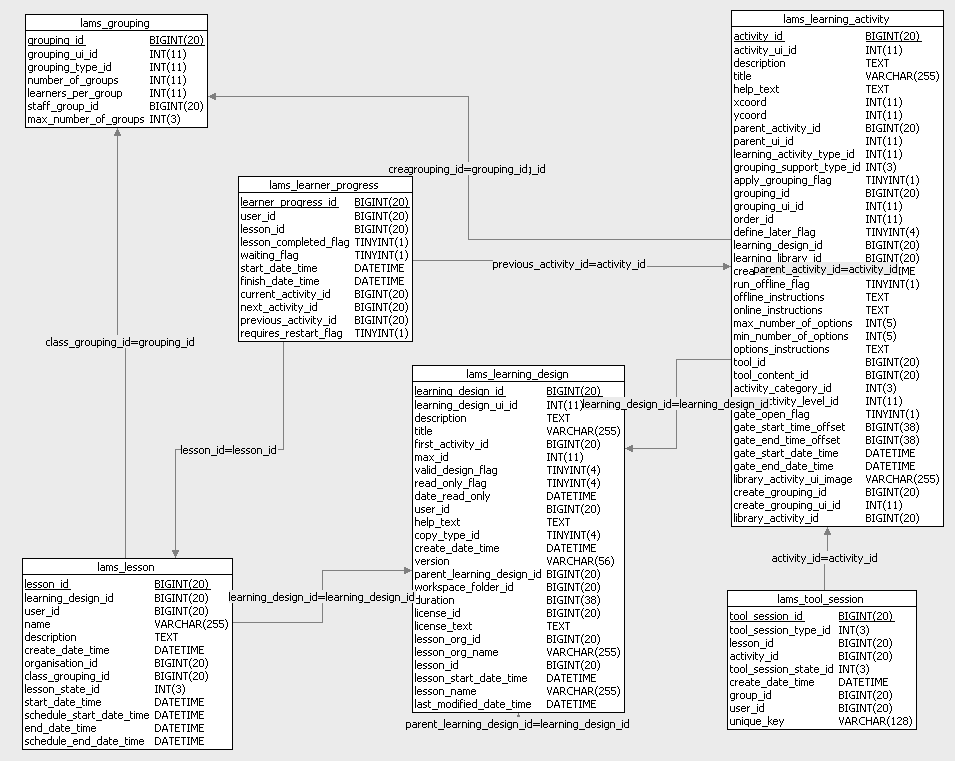 lams_grouping
grouping_id BIGINT(20)
grouping_ui_id INT(11)
grouping_type_id INT(11)
number_of_groups INT(11)
learners_per_group INT(11)
staff_group_id BIGINT(20)
max_number_of_groups INT(3)
lams_learning_activity
activity_id BIGINT(20)
activity_ui_id INT(11)
description TEXT
title VARCHAR(255)
help_text TEXT
xcoord INT(11)
ycoord INT(11)
parent_activity_id BIGINT(20)
parent_ui_id INT(11)
learning_activity_type_id INT(11)
grouping_support_type_id INT(3)
apply_grouping_flag TINYINT(1)
grouping_id BIGINT(20)
grouping_ui_id INT(11)
order_id INT(11)
define_later_flag TINYINT(4)
learning_design_id BIGINT(20)
learning_library_id BIGINT(20)
parent_activity_id=activity_id
run_offline_flag TINYINT(1)
offline_instructions TEXT
online_instructions TEXT
max_number_of_options INT(5)
min_number_of_options INT(5)
options_instructions TEXT
tool_id BIGINT(20)
tool_content_id BIGINT(20)
activity_category_id INT(3)
INT(11)
gate_open_flag TINYINT(1)
gate_start_time_offset BIGINT(38)
gate_end_time_offset BIGINT(38)
gate_start_date_time DATETIME
gate_end_date_time DATETIME
library_activity_ui_image VARCHAR(255)
create_grouping_id BIGINT(20)
create_grouping_ui_id INT(11)
library_activity_id BIGINT(20)
grouping_id=grouping_id
lams_learner_progress
learner_progress_id BIGINT(20)
user_id BIGINT(20)
lesson_id BIGINT(20)
lesson_completed_flag TINYINT(1)
waiting_flag TINYINT(1)
start_date_time DATETIME
finish_date_time DATETIME
current_activity_id BIGINT(20)
next_activity_id BIGINT(20)
previous_activity_id BIGINT(20)
requires_restart_flag TINYINT(1)
previous_activity_id=activity_id
class_grouping_id=grouping_id
lams_learning_design
learning_design_id BIGINT(20)
learning_design_ui_id INT(11)
description TEXT
title VARCHAR(255)
first_activity_id BIGINT(20)
max_id INT(11)
valid_design_flag TINYINT(4)
read_only_flag TINYINT(4)
date_read_only DATETIME
user_id BIGINT(20)
help_text TEXT
copy_type_id TINYINT(4)
create_date_time DATETIME
version VARCHAR(56)
parent_learning_design_id BIGINT(20)
workspace_folder_id BIGINT(20)
duration BIGINT(38)
license_id BIGINT(20)
license_text TEXT
lesson_org_id BIGINT(20)
lesson_org_name VARCHAR(255)
lesson_id BIGINT(20)
lesson_start_date_time DATETIME
lesson_name VARCHAR(255)
last_modified_date_time DATETIME
learning_design_id=learning_design_id
lesson_id=lesson_id
lams_lesson
lesson_id BIGINT(20)
learning_design_id BIGINT(20)
user_id BIGINT(20)
name VARCHAR(255)
description TEXT
create_date_time DATETIME
organisation_id BIGINT(20)
class_grouping_id BIGINT(20)
lesson_state_id INT(3)
start_date_time DATETIME
schedule_start_date_time DATETIME
end_date_time DATETIME
schedule_end_date_time DATETIME
learning_design_id=learning_design_id
parent_learning_design_id=learning_design_id
activity_id=activity_id
lams_tool_session
tool_session_id BIGINT(20)
tool_session_type_id INT(3)
lesson_id BIGINT(20)
activity_id BIGINT(20)
tool_session_state_id INT(3)
create_date_time DATETIME
group_id BIGINT(20)
user_id BIGINT(20)
unique_key VARCHAR(128)